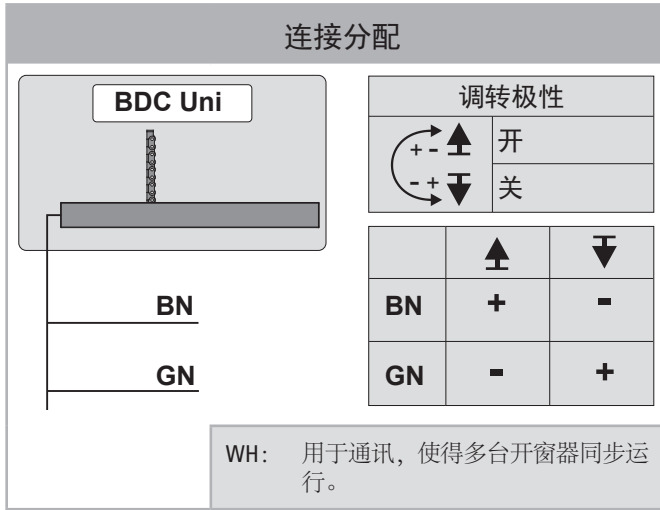 连接分配
BDC Uni
BN
GN
调转极性
+ - 开
- + 关
BN + -
GN - +
WH: 用于通讯，使得多台开窗器同步运
行。